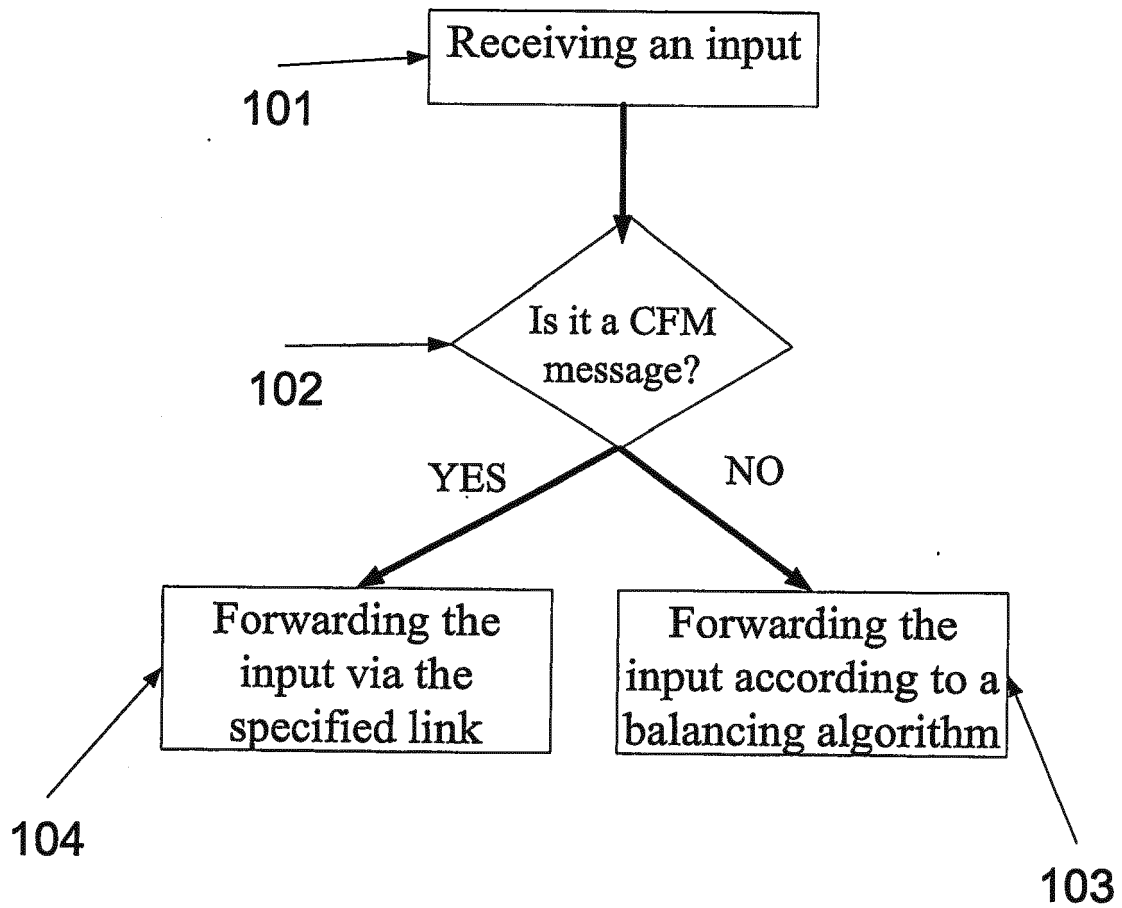 Receiving an input
101
Is it a CFM
message?
102
YES
NO
Forwarding the
input via the
specified link
Forwarding the
input according to a
balancing algorithm
104
103